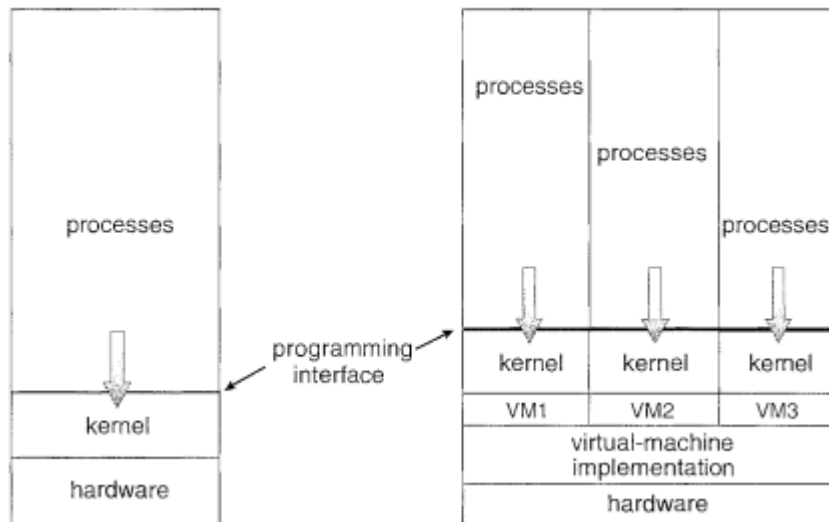 processes
kernel
hardware
programming
interface
processes
processes
processes
kernel
kernel
kernel
VM1
VM2
VM3
virtual-machine
implementation
hardware